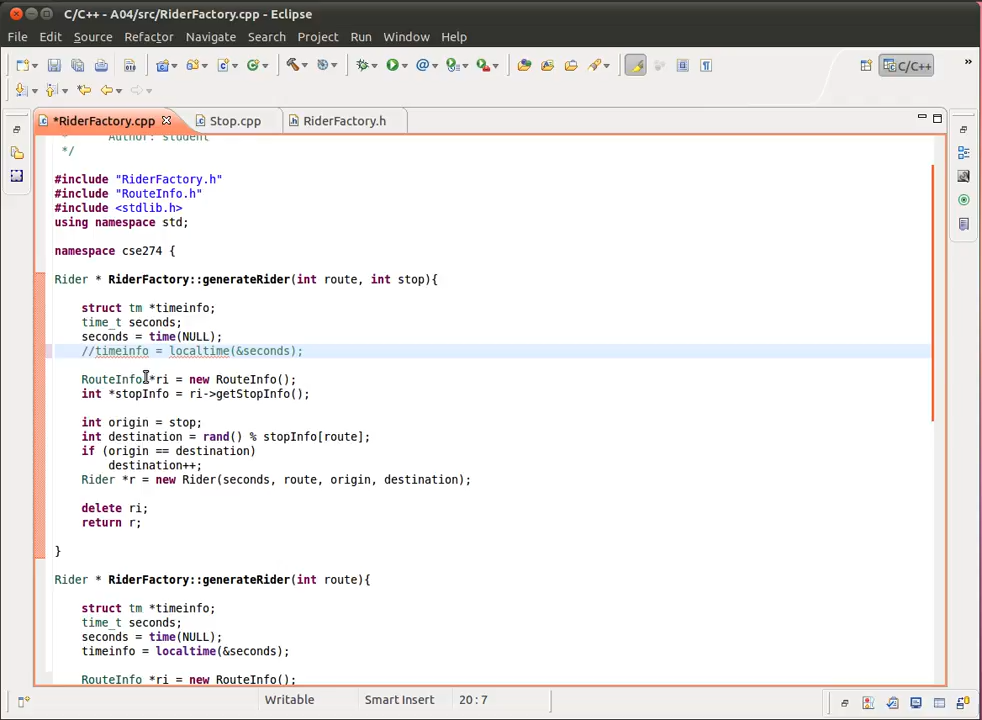 C/C++ - A04/src/RiderFactory.cpp - Eclipse
File Edit Source Refactor Navigate Search Project Run Window Help
C/C++ »
*RiderFactory.cpp Stop.cpp RiderFactory.h
* Author: student
*/
#include "RiderFactory.h"
#include "RouteInfo.h"
#include <stdlib.h>
using namespace std;
namespace cse274 {
Rider * RiderFactory::generateRider(int route, int stop){
struct tm *timeinfo;
time_t seconds;
seconds = time(NULL);
//timeinfo = localtime(&seconds);
RouteInfo *ri = new RouteInfo();
int *stopInfo = ri->getStopInfo();
int origin = stop;
int destination = rand() % stopInfo[route];
if (origin == destination)
destination++;
Rider *r = new Rider(seconds, route, origin, destination);
delete ri;
return r;
}
Rider * RiderFactory::generateRider(int route){
struct tm *timeinfo;
time_t seconds;
seconds = time(NULL);
timeinfo = localtime(&seconds);
RouteInfo *ri = new RouteInfo();
Writable Smart Insert 20 : 7